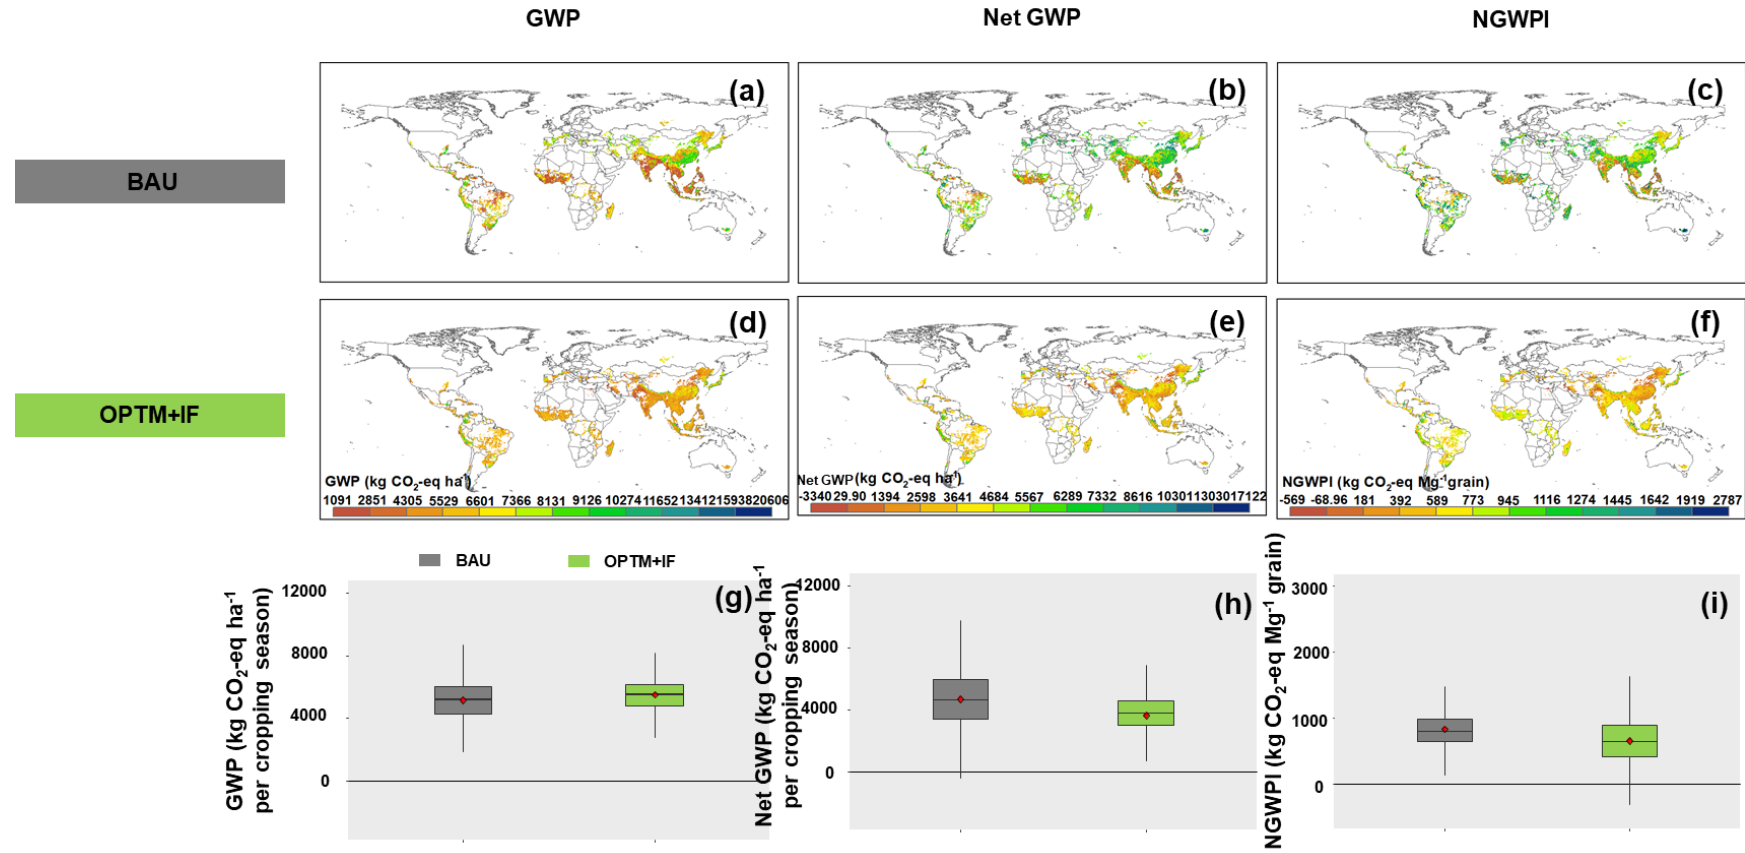 GWP
Net GWP
NGWPI
BAU
(a)
(b)
(c)
OPTM+IF
(d)
(e)
(f)
GWP (kg CO₂-eq ha⁻¹)
1091 2851 4305 5529 6601 7366 8131 9126 10274 11652 13412 15938 20606
Net GWP (kg CO₂-eq ha⁻¹)
-3340 29.90 1394 2598 3641 4684 5567 6289 7332 8616 10301 13030 17122
NGWPI (kg CO₂-eq Mg⁻¹grain)
-569 -68.96 181 392 589 773 945 1116 1274 1445 1642 1919 2787
BAU
OPTM+IF
GWP (kg CO₂-eq ha⁻¹
per cropping season)
12000
8000
4000
0
(g)
Net GWP (kg CO₂-eq ha⁻¹
per cropping season)
12000
8000
4000
0
(h)
NGWPI (kg CO₂-eq Mg⁻¹ grain)
3000
2000
1000
0
(i)